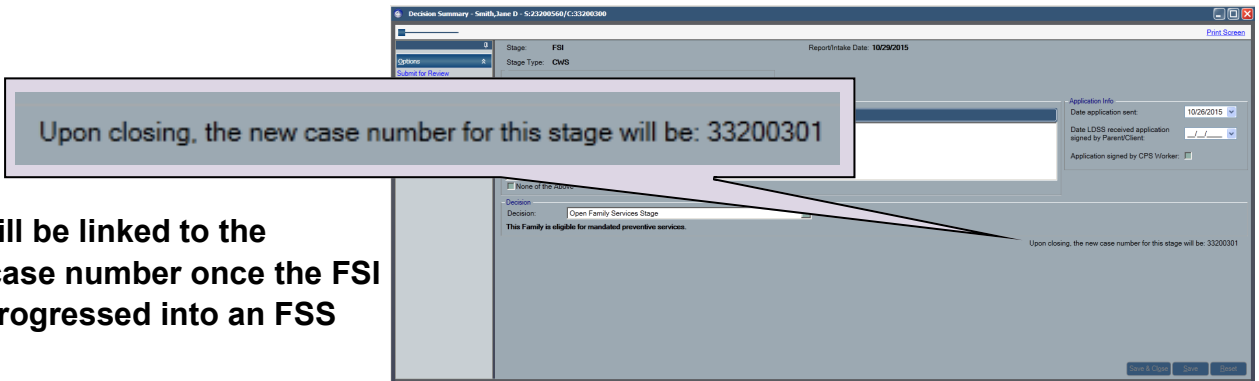 Decision Summary - Smith,Jane D - S:23200560/C:33200300
Print Screen
Options
Submit for Review
Stage: FSI
Report/Intake Date: 10/29/2015
Stage Type: CWS
Upon closing, the new case number for this stage will be: 33200301
Application Info
Date application sent: 10/26/2015
Date LDSS received application
signed by Parent/Client: __/__/____
Application signed by CPS Worker:
None of the Above
Decision
Decision: Open Family Services Stage
This Family is eligible for mandated preventive services.
Upon closing, the new case number for this stage will be: 33200301
ill be linked to the
case number once the FSI
rogressed into an FSS
Save & Close Save Reset